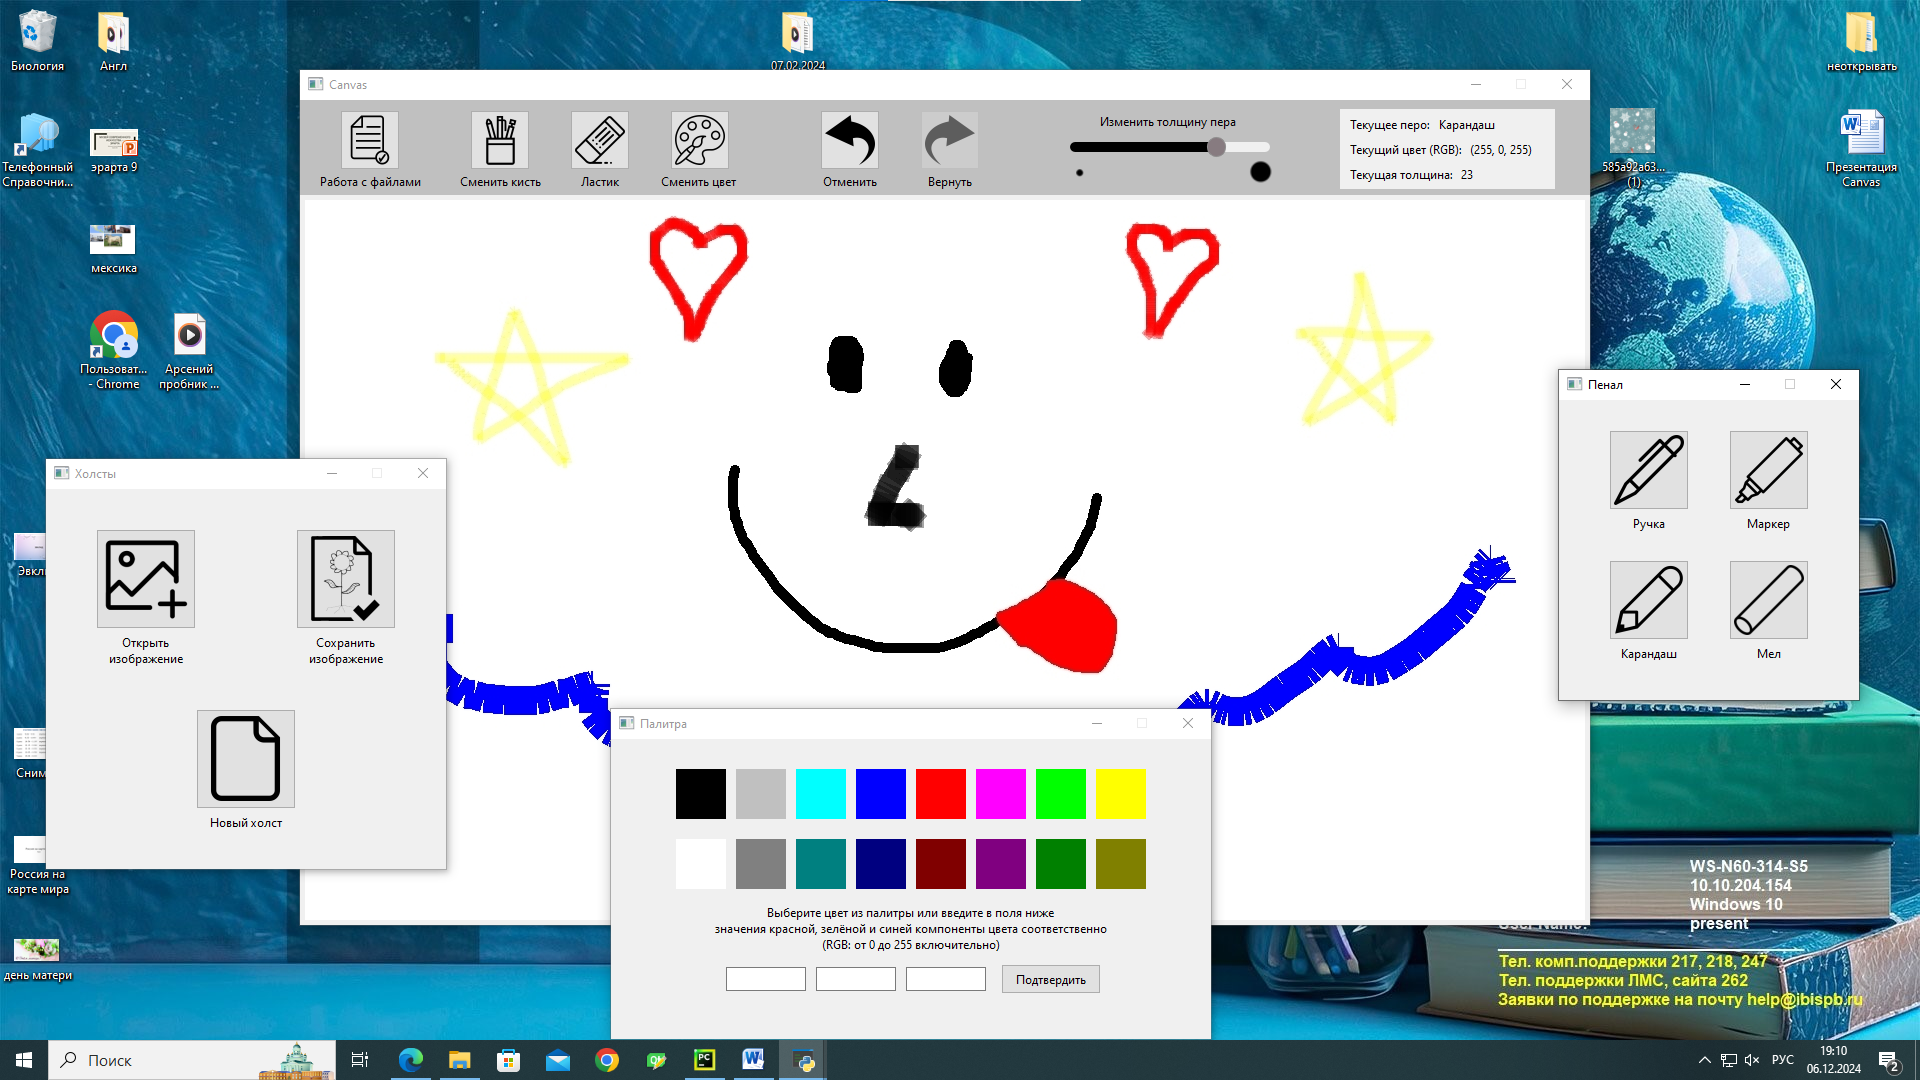 Биология
Англ
07.02.2024
неоткрывать
Телефонный
Справочни...
эрарта 9
585a92a63...
(1)
Презентация
Canvas
мексика
Пользоват...
- Chrome
Арсений
пробник ...
Эвкл
Сним
Россия на
карте мира
день матери
Canvas
Работа с файлами
Сменить кисть
Ластик
Сменить цвет
Отменить
Вернуть
Изменить толщину пера
Текущее перо: Карандаш
Текущий цвет (RGB): (255, 0, 255)
Текущая толщина: 23
Пенал
Ручка
Маркер
Карандаш
Мел
Холсты
Открыть
изображение
Сохранить
изображение
Новый холст
Палитра
Выберите цвет из палитры или введите в поля ниже
значения красной, зелёной и синей компоненты цвета соответственно
(RGB: от 0 до 255 включительно)
Подтвердить
WS-N60-314-S5
10.10.204.154
Windows 10
present
User Name:
Тел. комп.поддержки 217, 218, 247
Тел. поддержки ЛМС, сайта 262
Заявки по поддержке на почту help@ibispb.ru
Поиск
РУС
19:10
06.12.2024
2